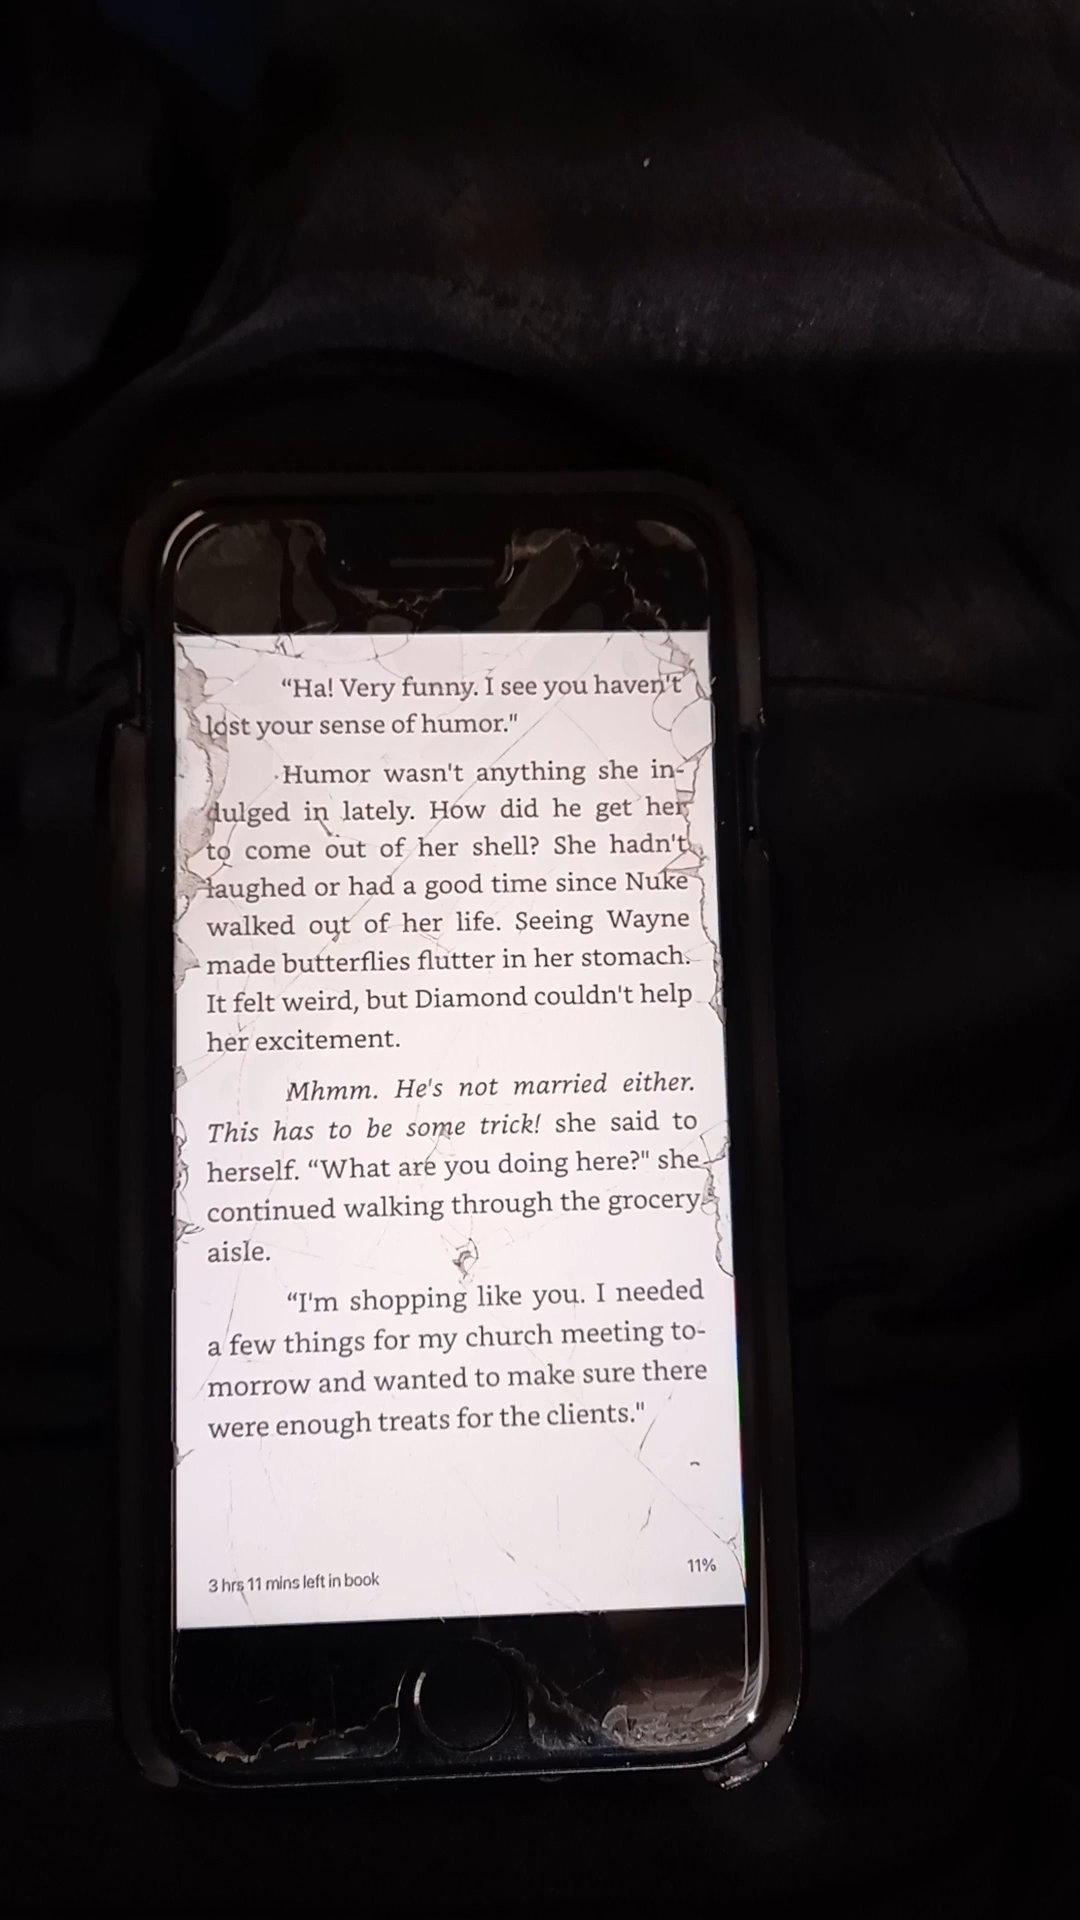 “Ha! Very funny. I see you haven't
lost your sense of humor."
Humor wasn't anything she in-
dulged in lately. How did he get her
to come out of her shell? She hadn't
laughed or had a good time since Nuke
walked out of her life. Seeing Wayne
made butterflies flutter in her stomach.
It felt weird, but Diamond couldn't help
her excitement.
Mhmm. He's not married either.
This has to be some trick! she said to
herself. “What are you doing here?" she
continued walking through the grocery
aisle.
“I'm shopping like you. I needed
a few things for my church meeting to-
morrow and wanted to make sure there
were enough treats for the clients."
3 hrs 11 mins left in book
11%